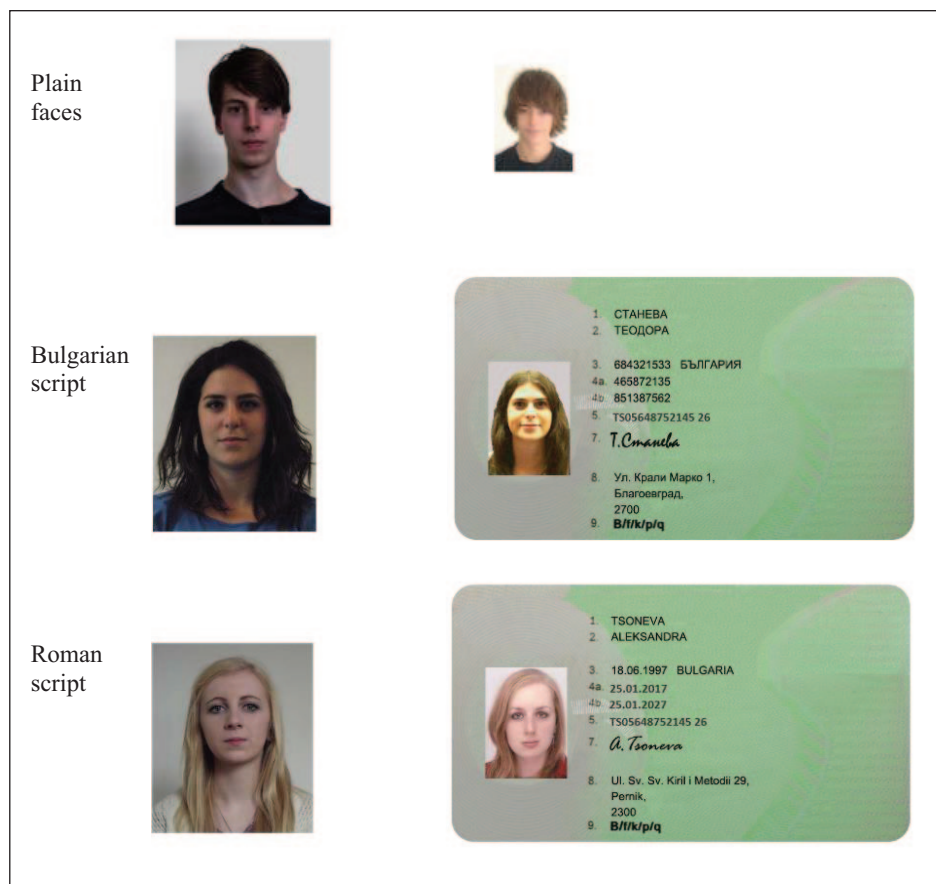 Plain
faces
Bulgarian
script
1. СТАНЕВА
2. ТЕОДОРА
3. 684321533 БЪЛГАРИЯ
4a. 465872135
4b. 851387562
5. TS05648752145 26
7. Т.Станева
8. Ул. Крали Марко 1,
Благоевград,
2700
9. B/f/k/p/q
Roman
script
1. TSONEVA
2. ALEKSANDRA
3. 18.06.1997 BULGARIA
4a. 25.01.2017
4b. 25.01.2027
5. TS05648752145 26
7. A. Tsoneva
8. Ul. Sv. Sv. Kiril i Metodii 29,
Pernik,
2300
9. B/f/k/p/q